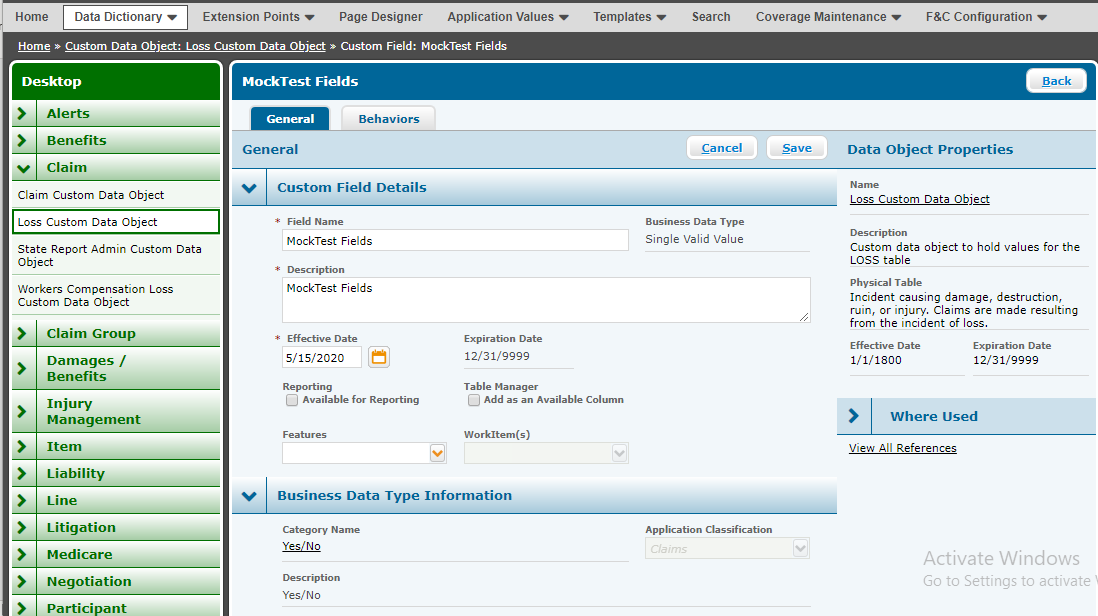 Home Data Dictionary Extension Points Page Designer Application Values Templates Search Coverage Maintenance F&C Configuration
Home » Custom Data Object: Loss Custom Data Object » Custom Field: MockTest Fields
Desktop
Alerts
Benefits
Claim
Claim Custom Data Object
Loss Custom Data Object
State Report Admin Custom Data
Object
Workers Compensation Loss
Custom Data Object
Claim Group
Damages /
Benefits
Injury
Management
Item
Liability
Line
Litigation
Medicare
Negotiation
Participant
MockTest Fields
Back
General Behaviors
General
Cancel Save
Custom Field Details
* Field Name
MockTest Fields
Business Data Type
Single Valid Value
* Description
MockTest Fields
* Effective Date
5/15/2020
Expiration Date
12/31/9999
Reporting
Available for Reporting
Table Manager
Add as an Available Column
Features
WorkItem(s)
Business Data Type Information
Category Name
Yes/No
Application Classification
Claims
Description
Yes/No
Data Object Properties
Name
Loss Custom Data Object
Description
Custom data object to hold values for the
LOSS table
Physical Table
Incident causing damage, destruction,
ruin, or injury. Claims are made resulting
from the incident of loss.
Effective Date
1/1/1800
Expiration Date
12/31/9999
Where Used
View All References
Activate Windows
Go to Settings to activate